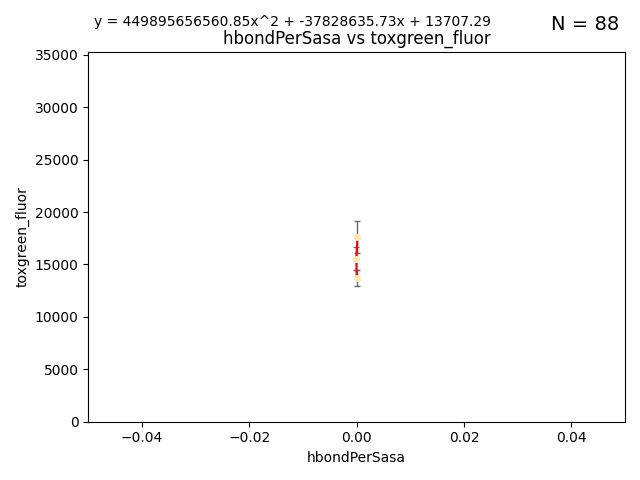 y = 449895656560.85x^2 + -37828635.73x + 13707.29
N = 88
hbondPerSasa vs toxgreen_fluor
35000
30000
25000
20000
15000
10000
5000
0
toxgreen_fluor
−0.04
−0.02
0.00
0.02
0.04
hbondPerSasa